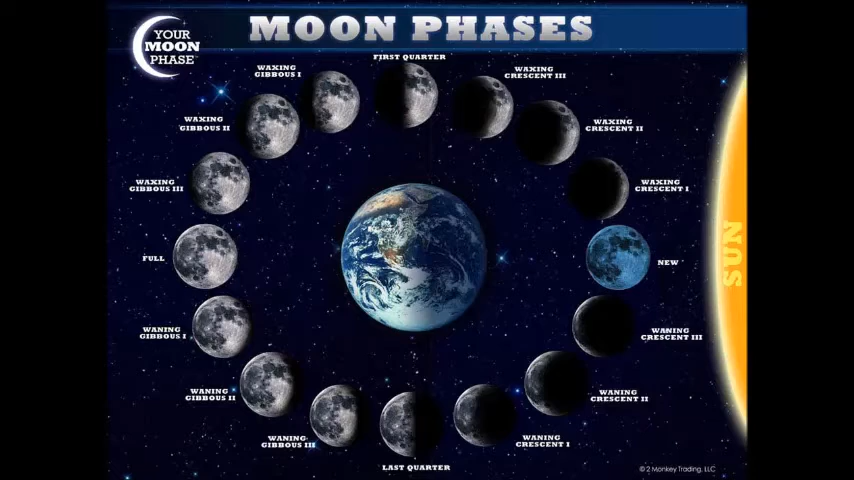 YOUR
MOON
PHASE
MOON PHASES
FIRST QUARTER
WAXING
GIBBOUS I
WAXING
CRESCENT III
WAXING
GIBBOUS II
WAXING
CRESCENT II
WAXING
GIBBOUS III
WAXING
CRESCENT I
FULL
NEW
SUN
WANING
GIBBOUS I
WANING
CRESCENT III
WANING
GIBBOUS II
WANING
CRESCENT II
WANING
GIBBOUS III
WANING
CRESCENT I
LAST QUARTER
© 2 Monkey Trading, LLC